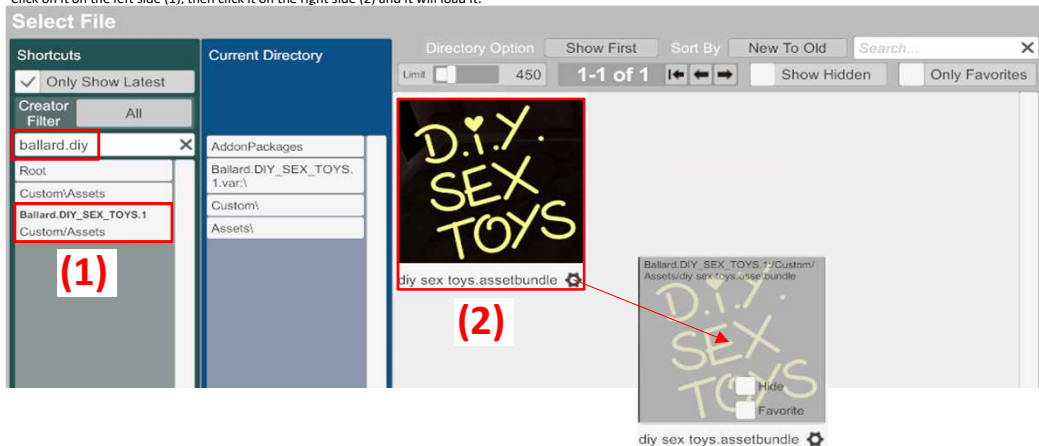 Click on it on the left side (1), then click it on the right side (2) and it will load it.
Select File
Shortcuts
Only Show Latest
Creator
Filter
All
ballard.diy
Root
Custom\Assets
Ballard.DIY_SEX_TOYS.1
Custom/Assets
(1)
Current Directory
AddonPackages
Ballard.DIY_SEX_TOYS.
1.var:\
Custom\
Assets\
Directory Option Show First Sort By New To Old Search... X
Limit 450 1-1 of 1 Show Hidden Only Favorites
D.I.Y.
SEX
TOYS
diy sex toys.assetbundle
(2)
Ballard.DIY_SEX_TOYS.1:/Custom/
Assets/diy sex toys.assetbundle
D.I.Y.
SEX
TOYS
Hide
Favorite
diy sex toys.assetbundle